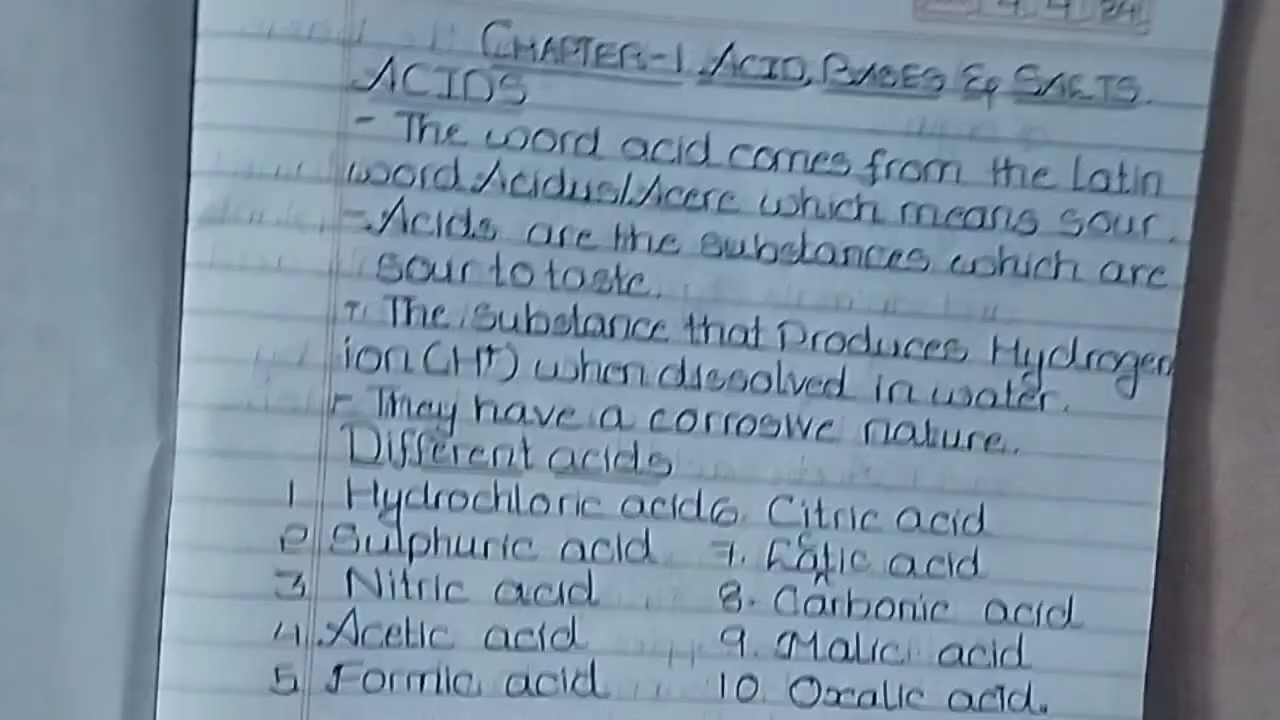 4 4 24
CHAPTER-1 ACID, BASES & SALTS.
ACIDS
- The word acid comes from the latin
word Acidus/Acere which means sour.
- Acids are the substances which are
sour to taste.
- The substance that Produces Hydrogen
ion (H+) when dissolved in water.
- They have a corrosive nature.
Different acids
1 Hydrochloric acid 6. Citric acid
2 Sulphuric acid 7. acid
3 Nitric acid 8. Carbonic acid
4. Acetic acid 9. Malic acid
5 Formic acid 10 Oxalic acid.